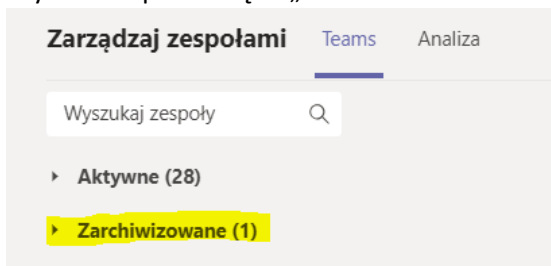 Zarządzaj zespołami Teams Analiza
Wyszukaj zespoły
Aktywne (28)
Zarchiwizowane (1)